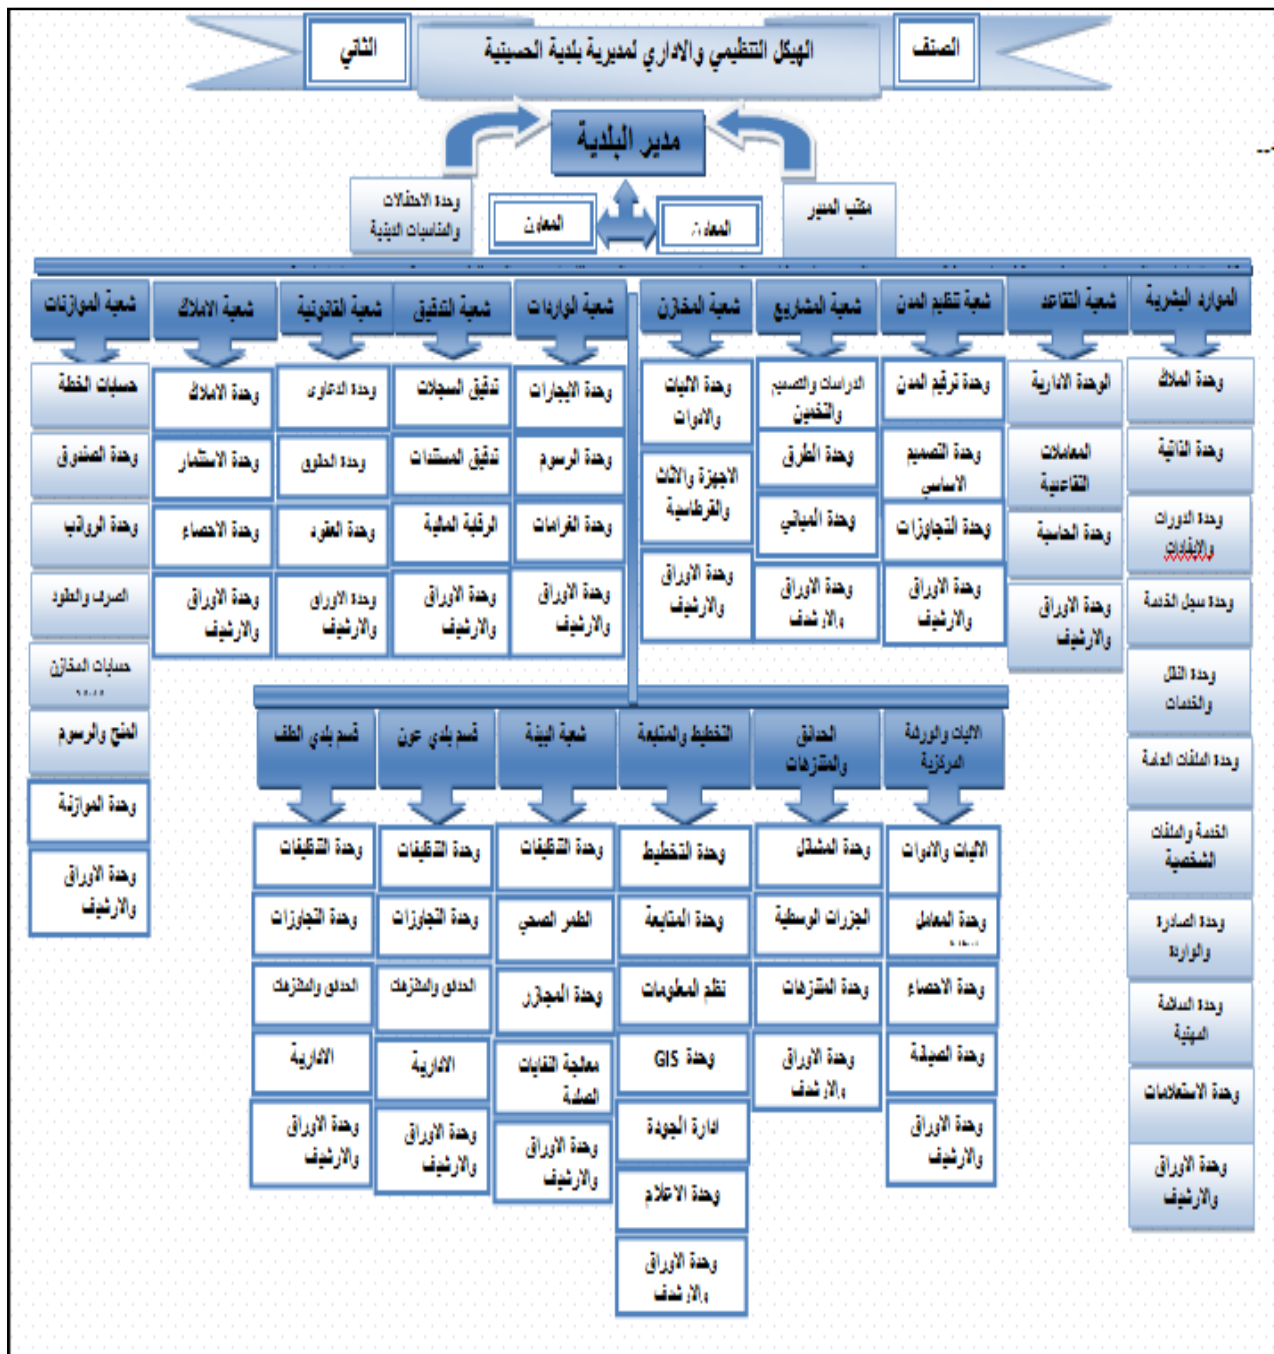 الصنف
الهيكل التنظيمي والاداري لمديرية بلدية الحسينية
الثاني
مدير البلدية
مكتب المدير
المعاون
المعاون
وحدة الاحتفالات
والمناسبات الدينية
الموارد البشرية
وحدة الملاك
وحدة الذاتية
وحدة الدورات
والايفادات
وحدة سجل الخدمة
وحدة النقل
والخدمات
وحدة الملفات العامة
الخدمة والملفات
الشخصية
وحدة الصادرة
والواردة
وحدة السلامة
المهنية
وحدة الاستعلامات
وحدة الاوراق
والارشيف
شعبة التقاعد
الوحدة الادارية
المعاملات
التقاعدية
وحدة الحاسبة
وحدة الاوراق
والارشيف
شعبة تنظيم المدن
وحدة ترقيم المدن
وحدة التصميم
الاساسي
وحدة التجاوزات
وحدة الاوراق
والارشيف
شعبة المشاريع
الدراسات والتصميم
والتخمين
وحدة الطرق
وحدة المباني
وحدة الاوراق
والارشيف
شعبة المخازن
وحدة الاليات
والادوات
الاجهزة والاثاث
والقرطاسية
وحدة الاوراق
والارشيف
شعبة الواردات
وحدة الايجارات
وحدة الرسوم
وحدة الغرامات
وحدة الاوراق
والارشيف
شعبة التدقيق
تدقيق السجلات
تدقيق المستندات
الرقابة المالية
وحدة الاوراق
والارشيف
شعبة القانونية
وحدة الدعاوى
وحدة الحقوق
وحدة العقود
وحدة الاوراق
والارشيف
شعبة الاملاك
وحدة الاملاك
وحدة الاستثمار
وحدة الاحصاء
وحدة الاوراق
والارشيف
شعبة الموازنات
حسابات الخطة
وحدة الصندوق
وحدة الرواتب
الصرف والعقود
حسابات المخازن
المنح والرسوم
وحدة الموازنة
وحدة الاوراق
والارشيف
الاليات والورشة
المركزية
الاليات والادوات
وحدة المعامل
وحدة الاحصاء
وحدة الصيانة
وحدة الاوراق
والارشيف
الحدائق
والمتنزهات
وحدة المشاتل
الجزرات الوسطية
وحدة المتنزهات
وحدة الاوراق
والارشيف
التخطيط والمتابعة
وحدة التخطيط
وحدة المتابعة
نظم المعلومات
وحدة GIS
ادارة الجودة
وحدة الاعلام
وحدة الاوراق
والارشيف
شعبة البيئة
وحدة التنظيفات
الطمر الصحي
وحدة المجازر
معالجة النفايات
الصلبة
وحدة الاوراق
والارشيف
قسم بلدي عون
وحدة التنظيفات
وحدة التجاوزات
الحدائق والمتنزهات
الادارية
وحدة الاوراق
والارشيف
قسم بلدي الطف
وحدة التنظيفات
وحدة التجاوزات
الحدائق والمتنزهات
الادارية
وحدة الاوراق
والارشيف